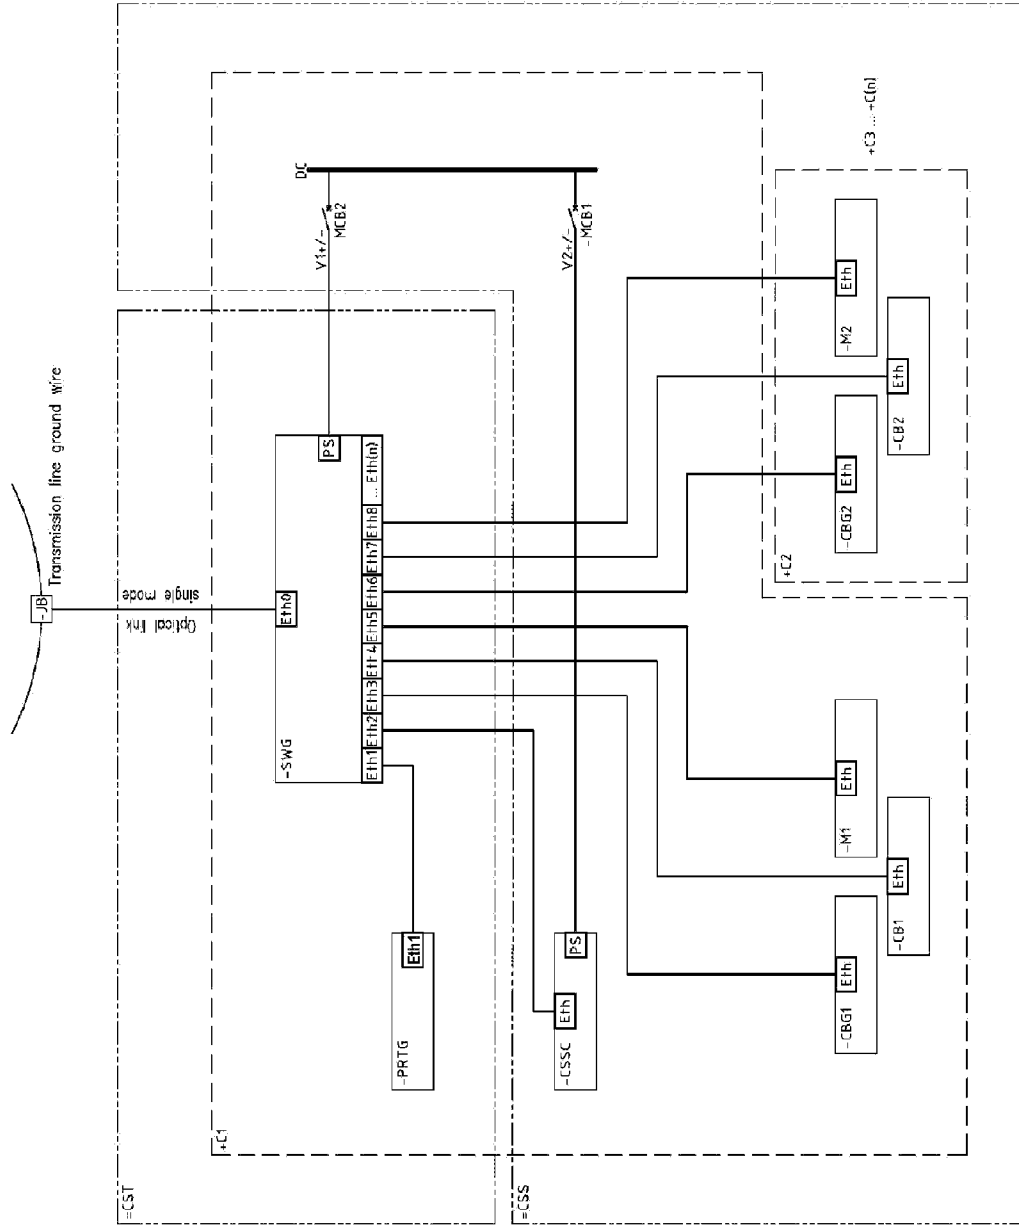 =CST
+C1
-JB
Transmission line ground wire
Optical link
single mode
-SWG
Eth0
PS
Eth1
Eth2
Eth3
Eth4
Eth5
Eth6
Eth7
Eth8
... Eth(n)
V1+/-
MCB2
DC
-PRTG
Eth1
=CSS
-CSSC
Eth
PS
V2+/-
-MCB1
-CBG1
Eth
-CB1
Eth
-M1
Eth
+C2
-CBG2
Eth
-CB2
Eth
-M2
Eth
+C3 ... +C(n)